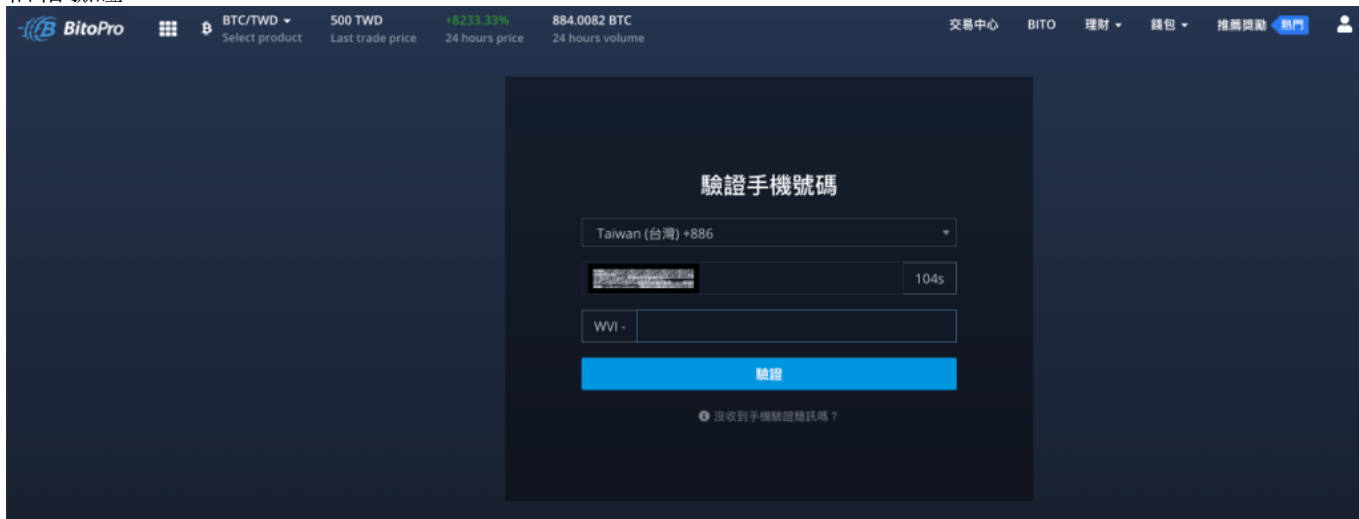 BitoPro
BTC/TWD
Select product
500 TWD
Last trade price
+8233.33%
24 hours price
884.0082 BTC
24 hours volume
交易中心
BITO
理財
錢包
推薦獎勵
熱門
驗證手機號碼
Taiwan (台灣) +886
104s
WVI -
驗證
沒收到手機驗證簡訊嗎？